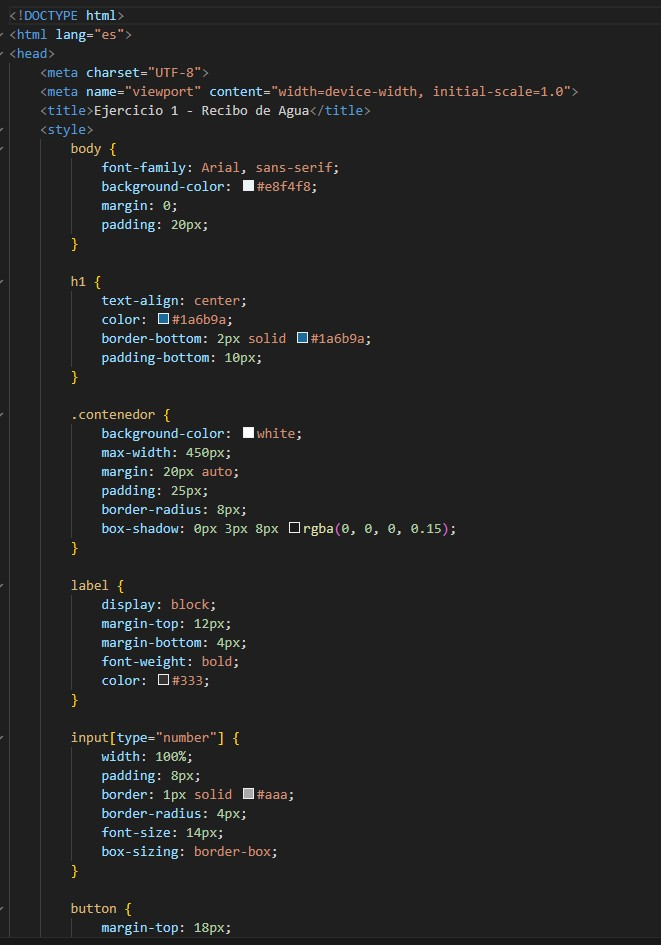 <!DOCTYPE html>
<html lang="es">
<head>
    <meta charset="UTF-8">
    <meta name="viewport" content="width=device-width, initial-scale=1.0">
    <title>Ejercicio 1 - Recibo de Agua</title>
    <style>
        body {
            font-family: Arial, sans-serif;
            background-color: #e8f4f8;
            margin: 0;
            padding: 20px;
        }

        h1 {
            text-align: center;
            color: #1a6b9a;
            border-bottom: 2px solid #1a6b9a;
            padding-bottom: 10px;
        }

        .contenedor {
            background-color: white;
            max-width: 450px;
            margin: 20px auto;
            padding: 25px;
            border-radius: 8px;
            box-shadow: 0px 3px 8px rgba(0, 0, 0, 0.15);
        }

        label {
            display: block;
            margin-top: 12px;
            margin-bottom: 4px;
            font-weight: bold;
            color: #333;
        }

        input[type="number"] {
            width: 100%;
            padding: 8px;
            border: 1px solid #aaa;
            border-radius: 4px;
            font-size: 14px;
            box-sizing: border-box;
        }

        button {
            margin-top: 18px;